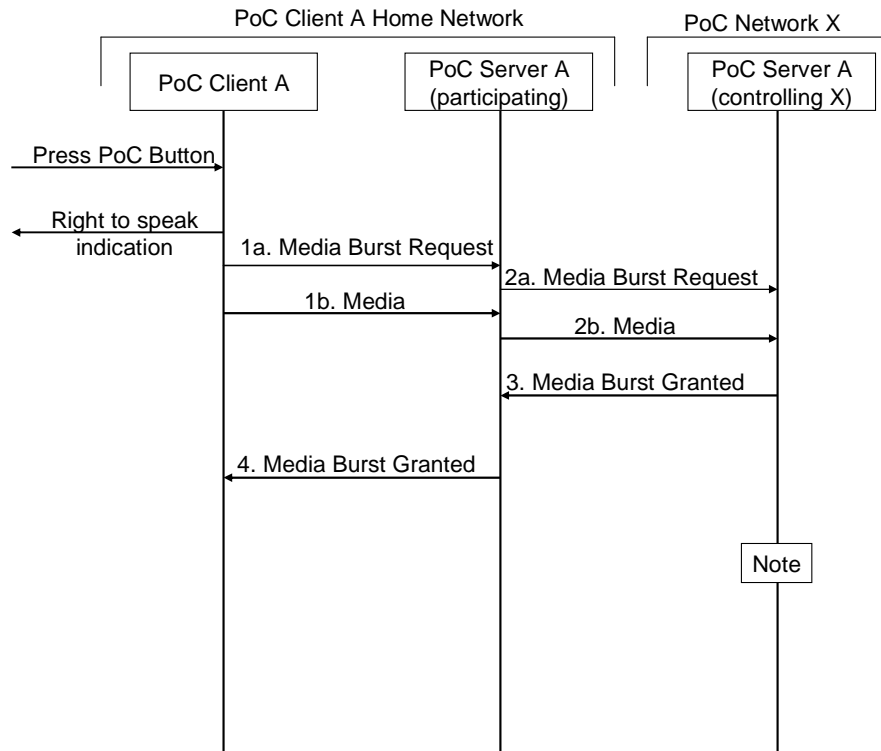 PoC Client A Home Network
PoC Network X
PoC Client A
PoC Server A
(participating)
PoC Server A
(controlling X)
Press PoC Button
Right to speak
indication
1a. Media Burst Request
2a. Media Burst Request
1b. Media
2b. Media
3. Media Burst Granted
4. Media Burst Granted
Note